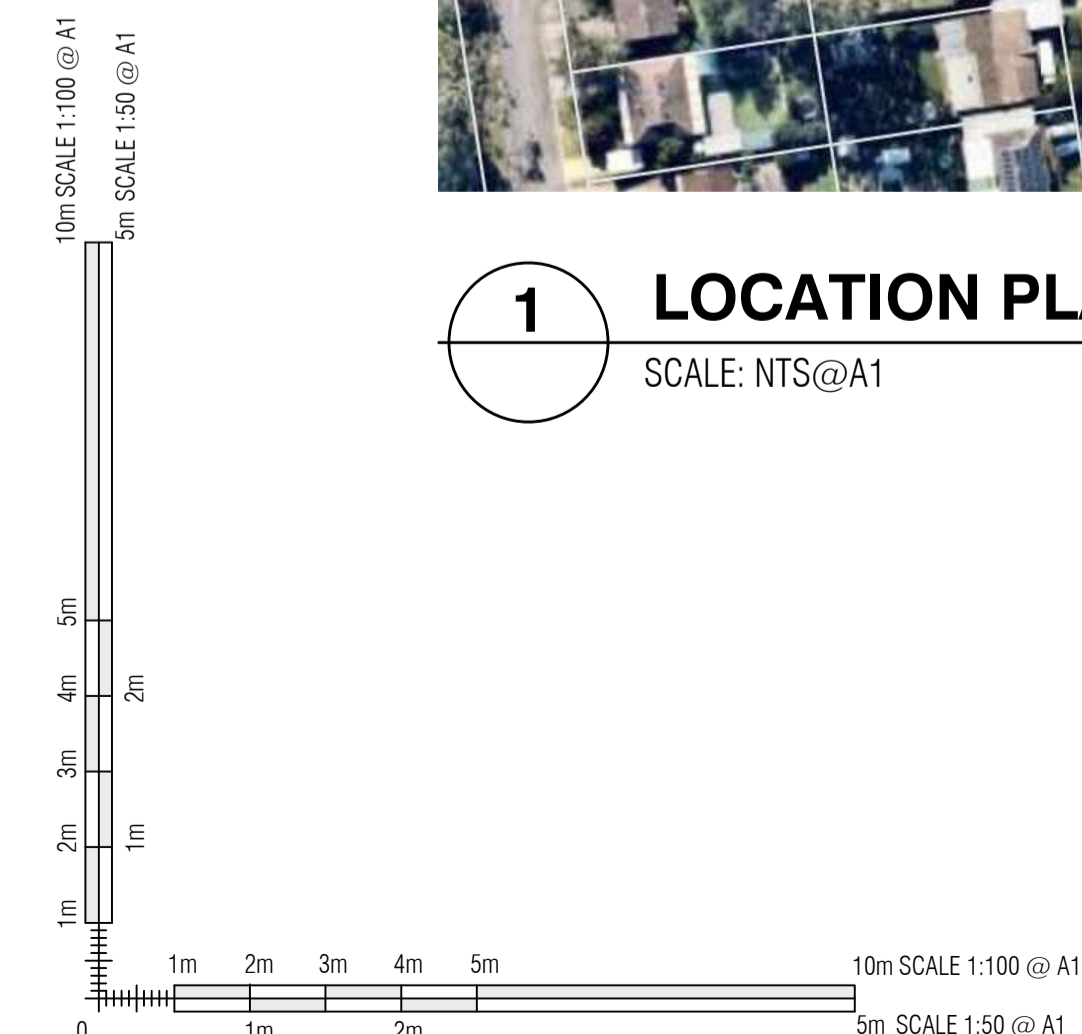 10m SCALE 1:100 @ A1
5m SCALE 1:50 @ A1
1
LOCATION PL
SCALE: NTS@A1
5m
4m
2m
3m
2m
1m
1m
1m 2m 3m 4m 5m
10m SCALE 1:100 @ A1
0 1m 2m
5m SCALE 1:50 @ A1